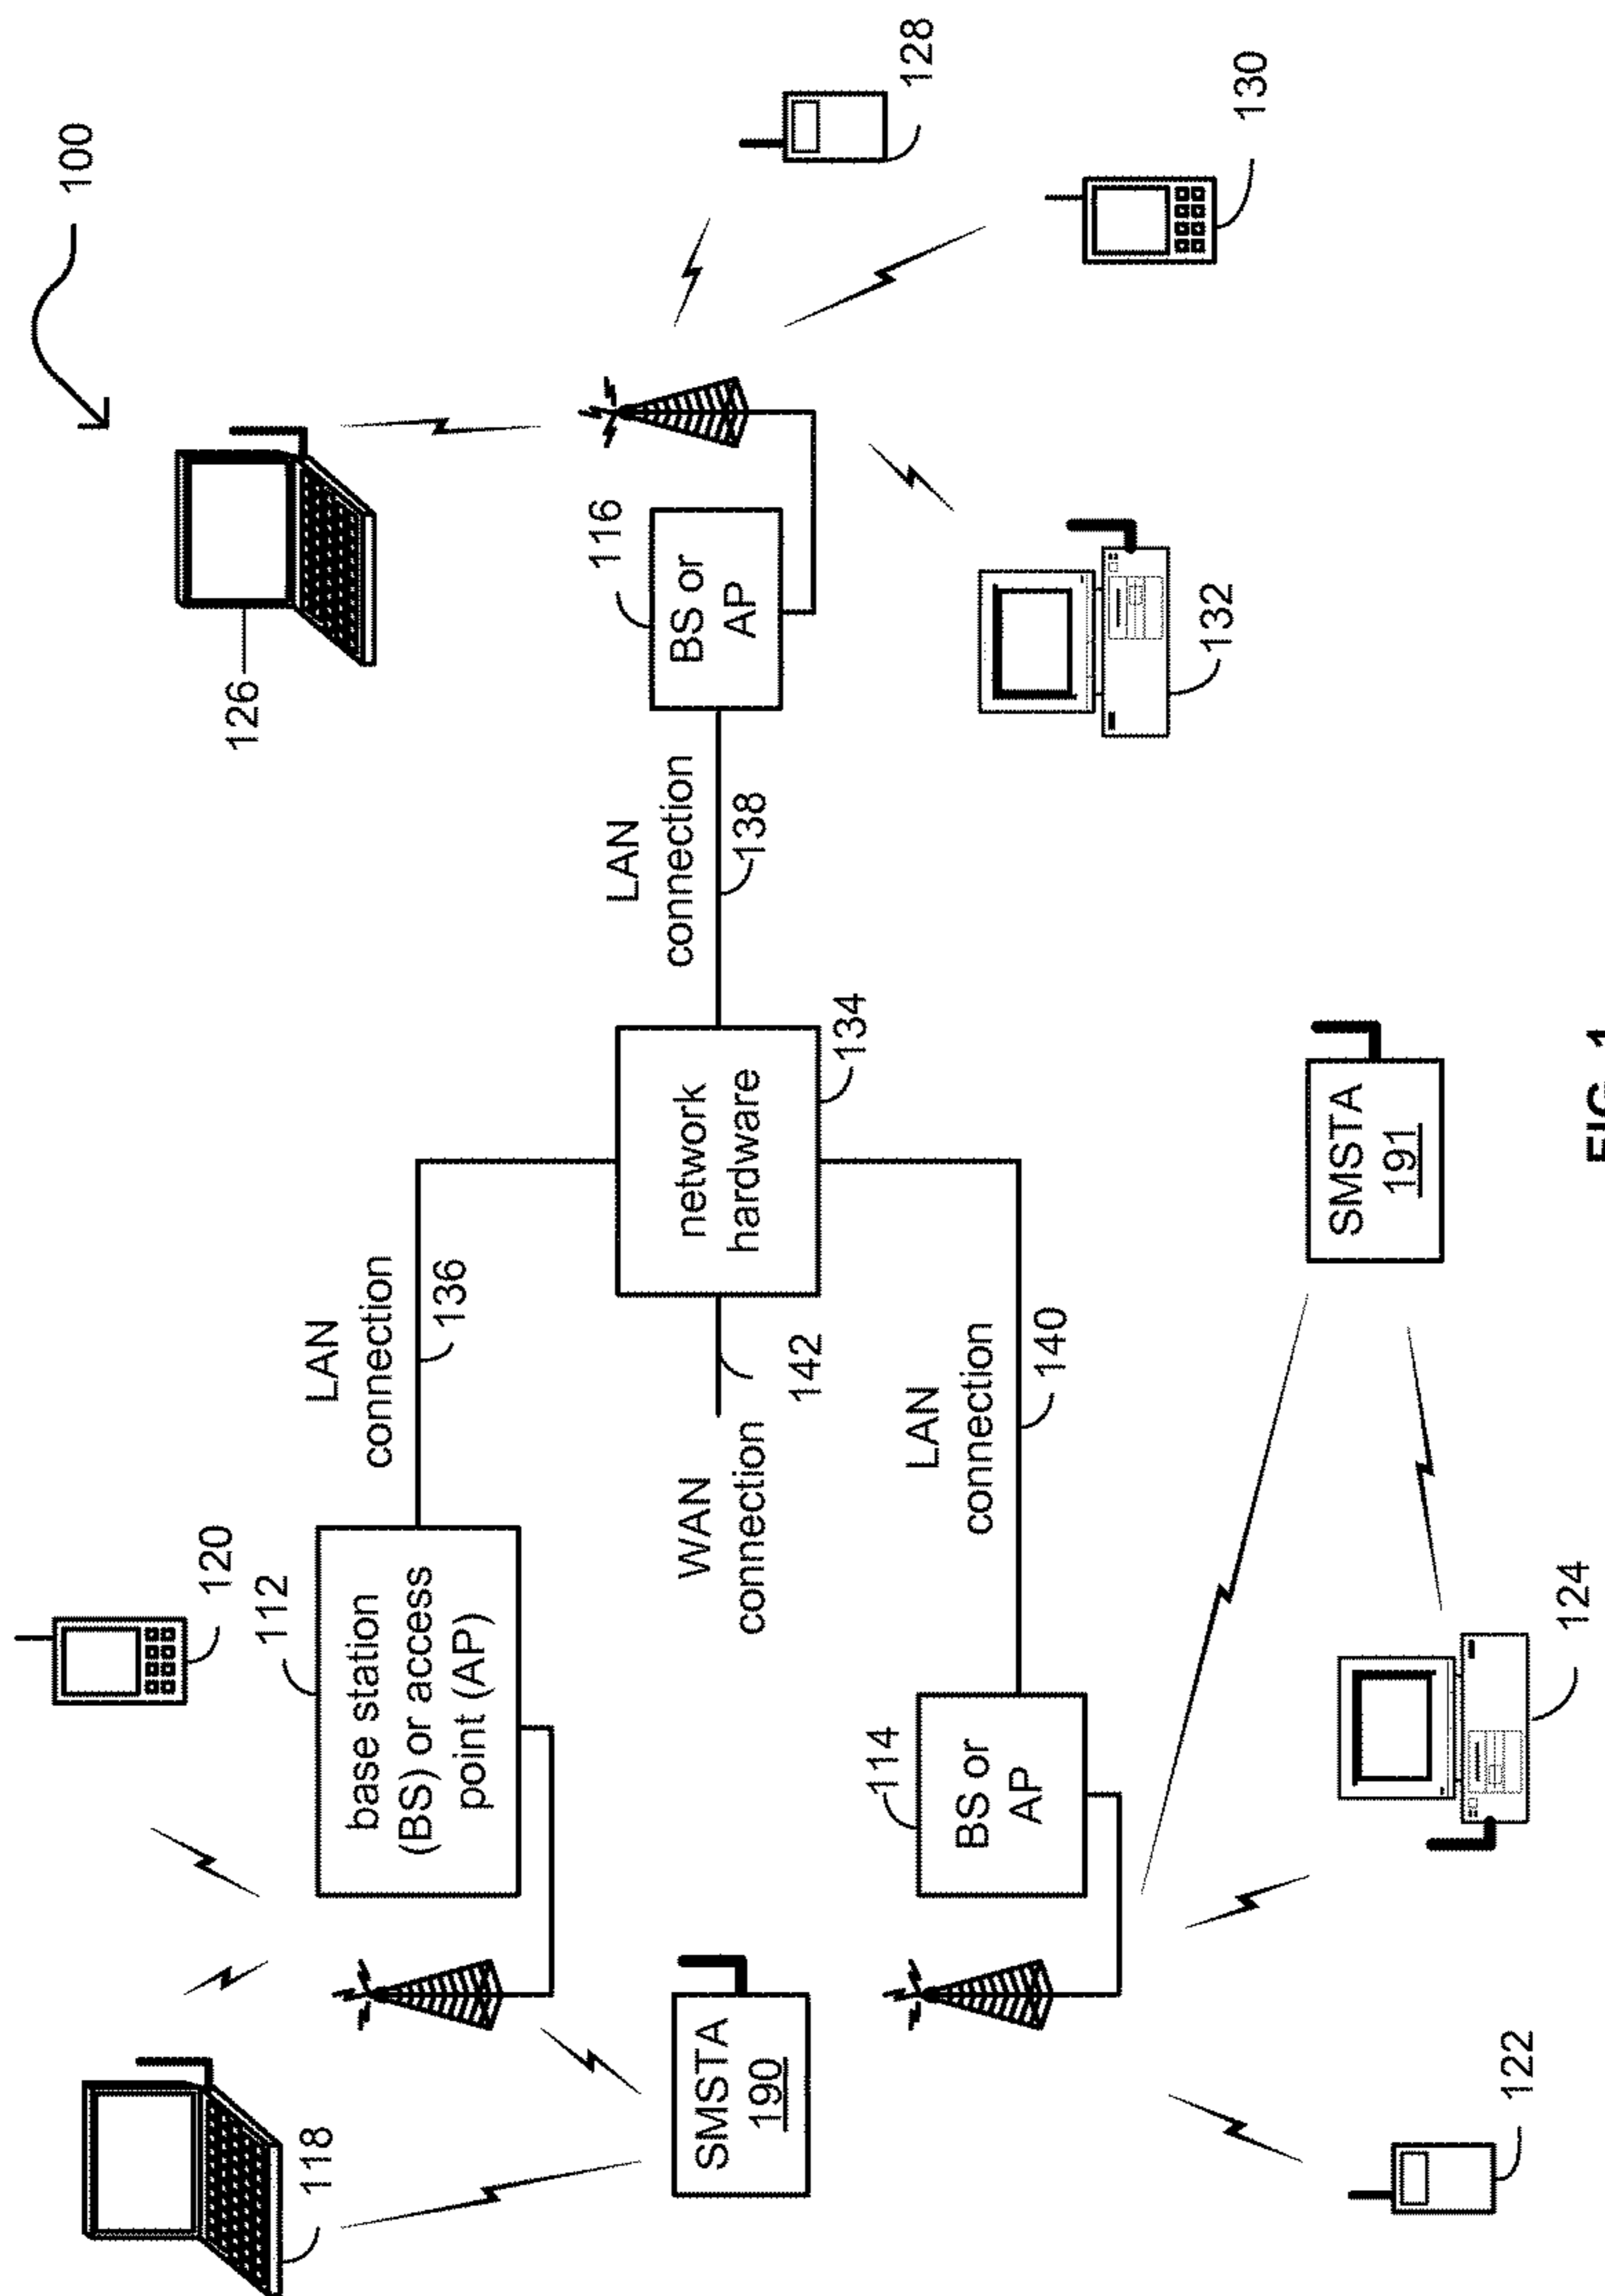 100
120
118
126
128
130
132
112
base station
(BS) or access
point (AP)
LAN
connection
136
network
hardware
134
LAN
connection
138
116
BS or
AP
WAN
connection
142
SMSTA
190
114
BS or
AP
LAN
connection
140
122
124
SMSTA
191
FIG. 1